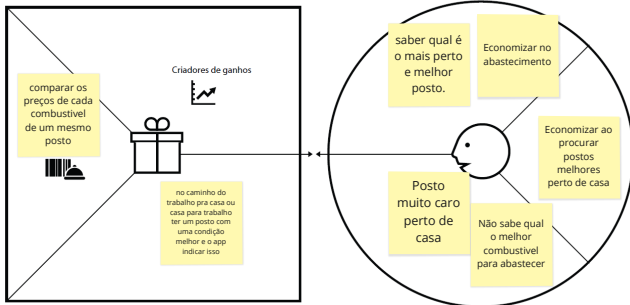 comparar os
preços de cada
combustivel
de um mesmo
posto
Criadores de ganhos
no caminho do
trabalho pra casa ou
casa para trabalho
ter um posto com
uma condição
melhor e o app
indicar isso
saber qual é
o mais perto
e melhor
posto.
Economizar no
abastecimento
Economizar ao
procurar
postos
melhores
perto de casa
Posto
muito caro
perto de
casa
Não sabe qual
o melhor
combustivel
para abastecer